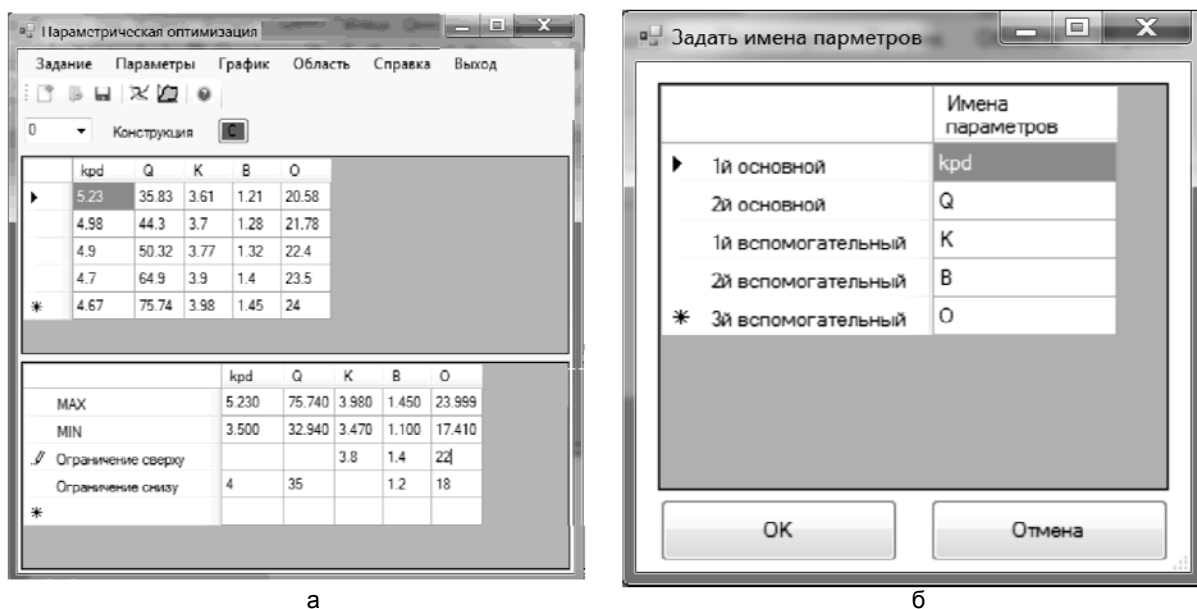 Параметрическая оптимизация
Задание Параметры График Область Справка Выход
0 Конструкция C
kpd Q K B O
5.23 35.83 3.61 1.21 20.58
4.98 44.3 3.7 1.28 21.78
4.9 50.32 3.77 1.32 22.4
4.7 64.9 3.9 1.4 23.5
4.67 75.74 3.98 1.45 24
kpd Q K B O
MAX 5.230 75.740 3.980 1.450 23.999
MIN 3.500 32.940 3.470 1.100 17.410
Ограничение сверху 3.8 1.4 22
Ограничение снизу 4 35 1.2 18
а
Задать имена парметров
Имена
параметров
1й основной kpd
2й основной Q
1й вспомогательный K
2й вспомогательный B
3й вспомогательный O
OK Отмена
б